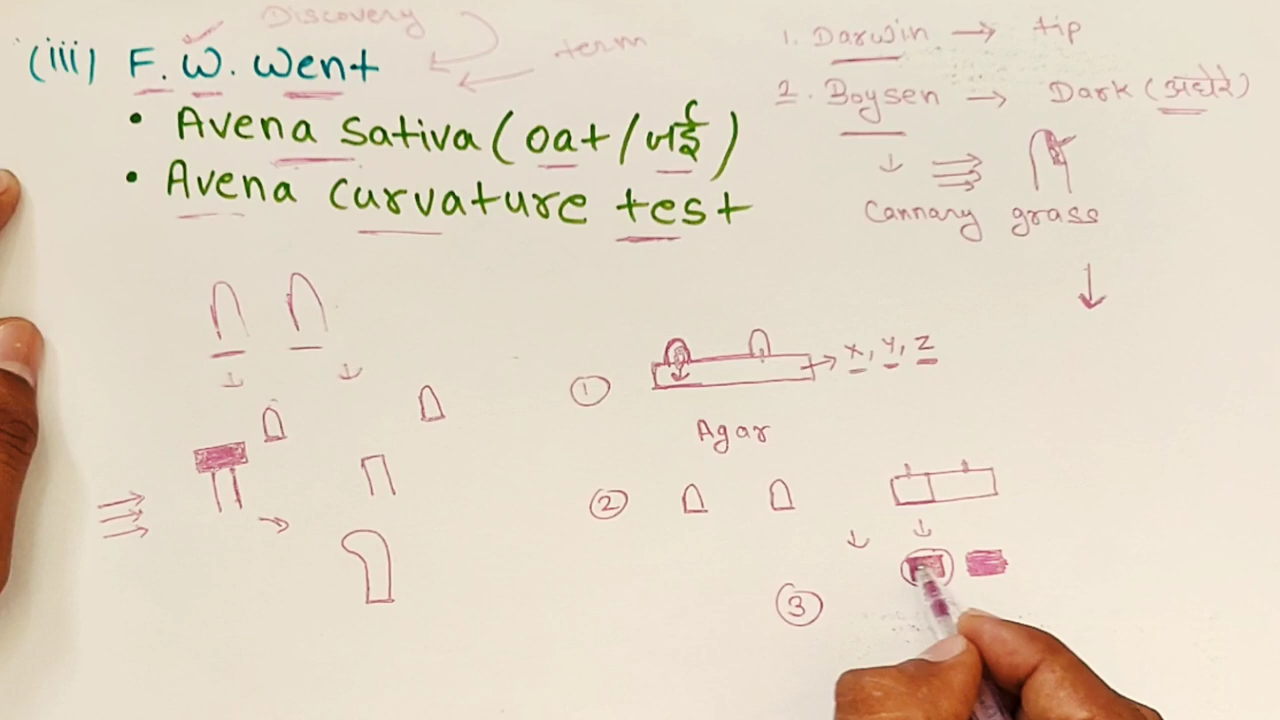 Discovery
term
(iii) F. W. Went
• Avena sativa (oat/जई)
• Avena curvature test
1. Darwin → tip
2. Boysen → Dark (अंधेरे)
↓
Cannary grass
① → X, Y, Z
Agar
②
③